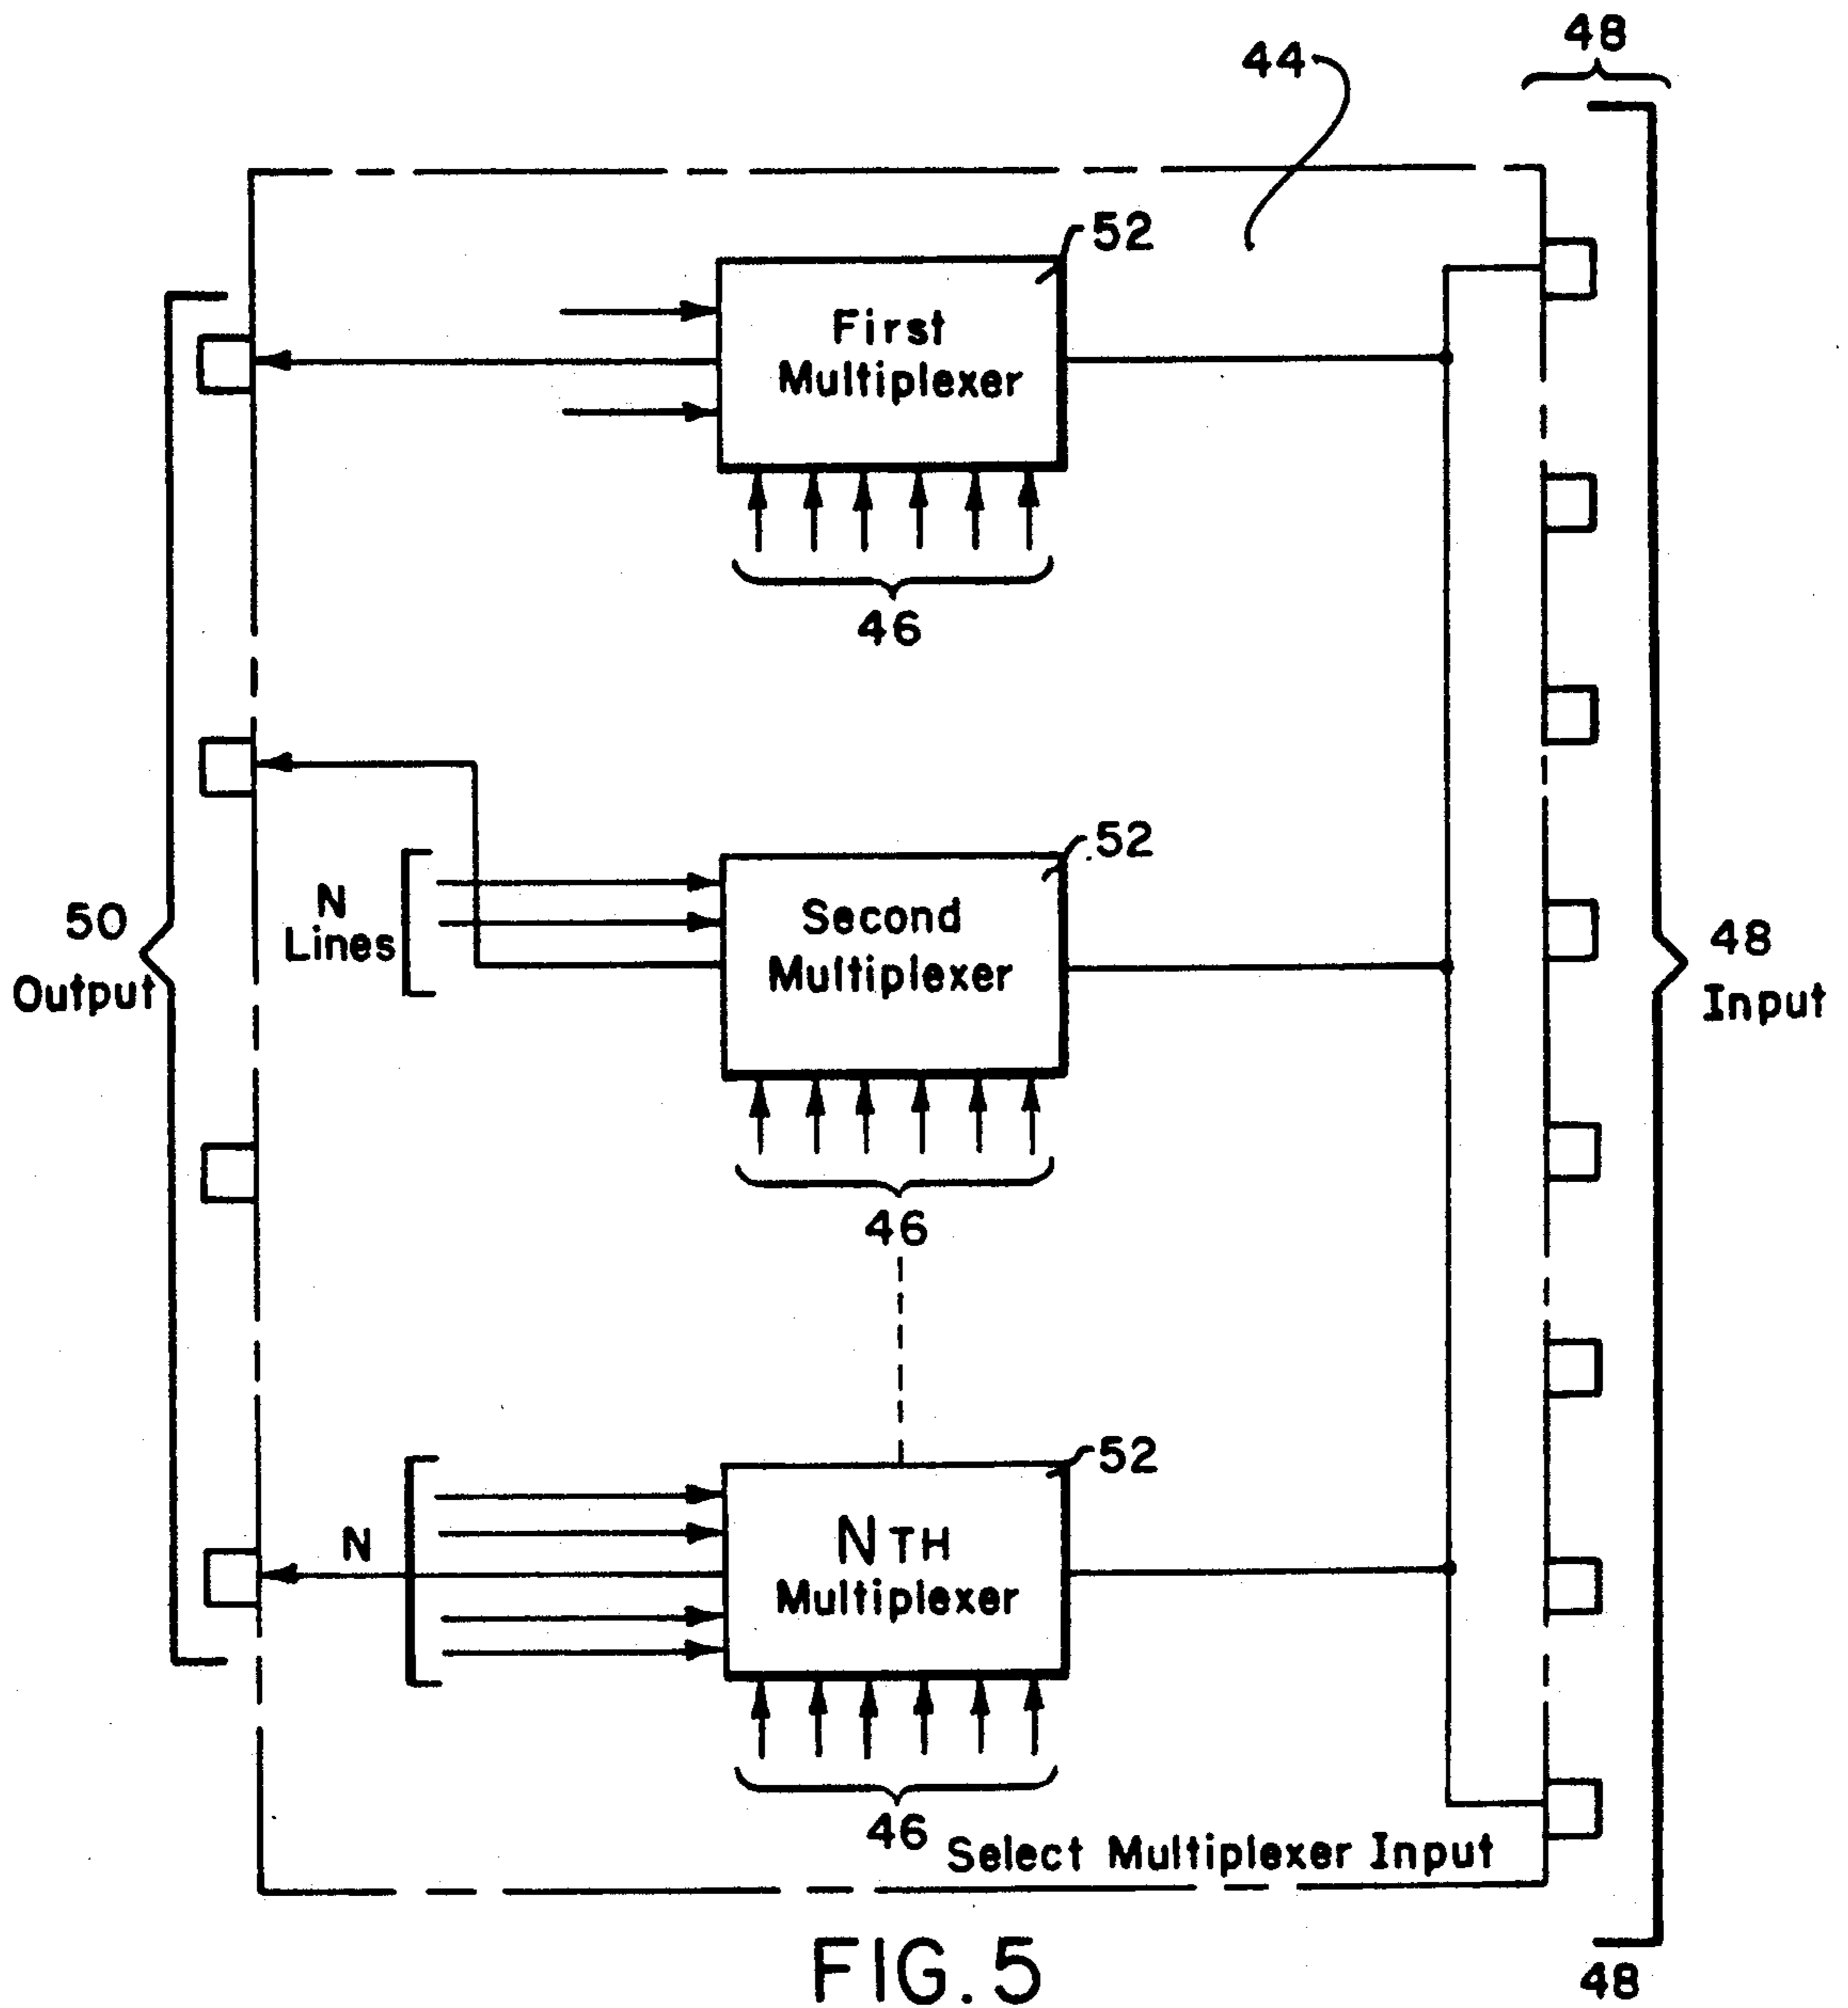 48
44
52
First
Multiplexer
46
52
N
Lines
Second
Multiplexer
50
Output
48
Input
46
52
N
NTH
Multiplexer
46
Select Multiplexer Input
FIG. 5
48